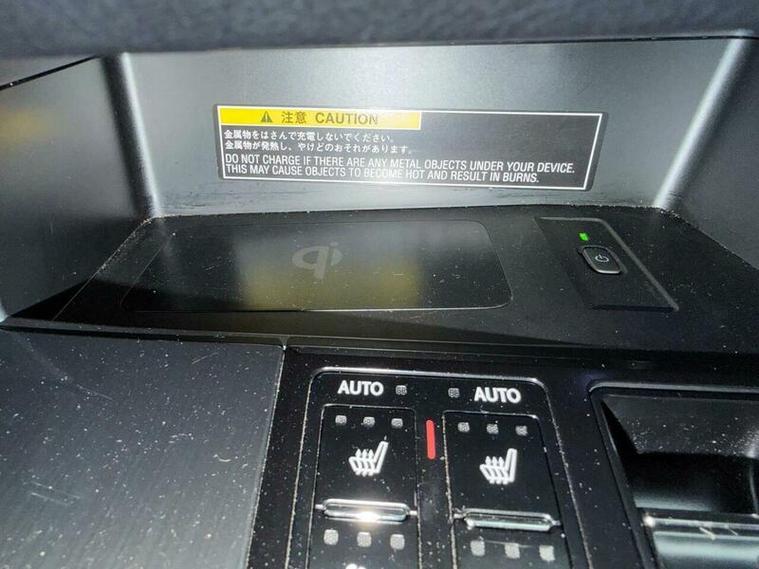 注意 CAUTION
金属物をはさんで充電しないでください。
金属物が発熱し、やけどのおそれがあります。
DO NOT CHARGE IF THERE ARE ANY METAL OBJECTS UNDER YOUR DEVICE.
THIS MAY CAUSE OBJECTS TO BECOME HOT AND RESULT IN BURNS.
qi
AUTO AUTO